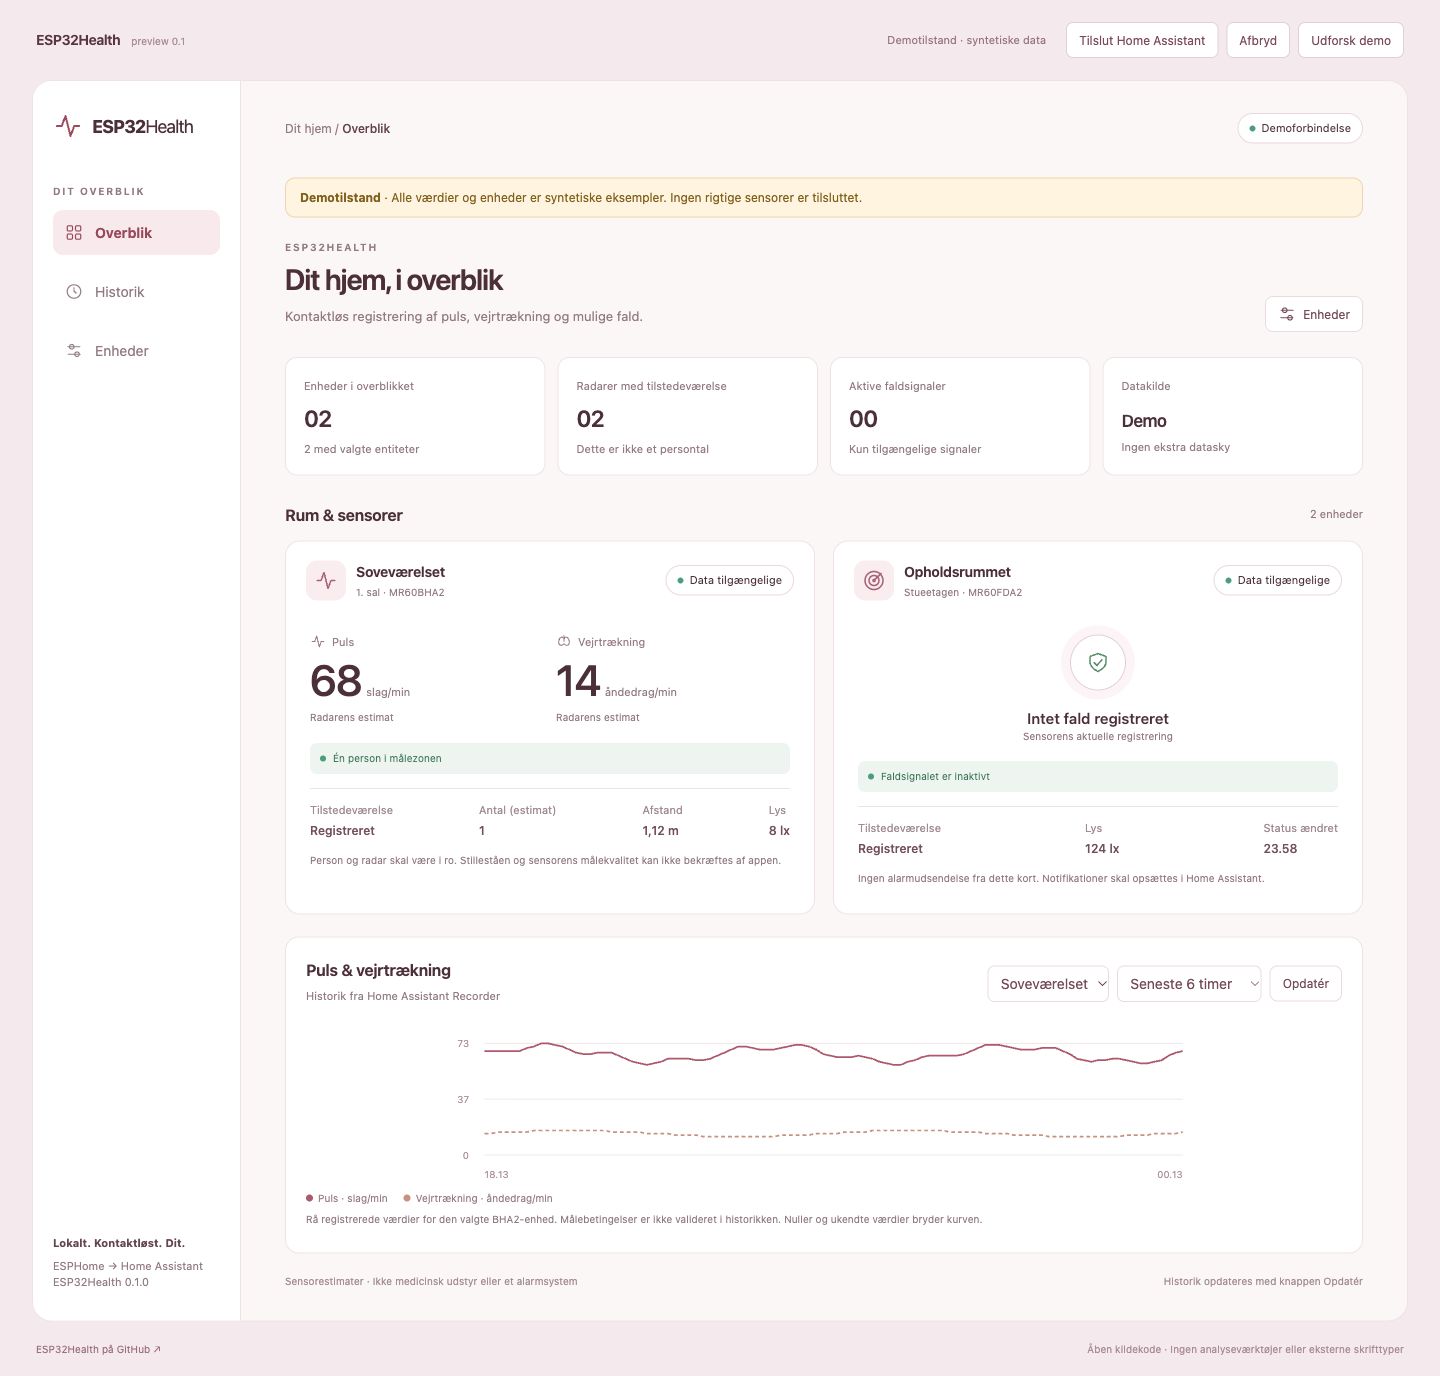 ESP32Health preview 0.1
Demotilstand · syntetiske data
Tilslut Home Assistant
Afbryd
Udforsk demo
ESP32Health
DIT OVERBLIK
Overblik
Historik
Enheder
Lokalt. Kontaktløst. Dit.
ESPHome → Home Assistant
ESP32Health 0.1.0
Dit hjem / Overblik
Demoforbindelse
Demotilstand · Alle værdier og enheder er syntetiske eksempler. Ingen rigtige sensorer er tilsluttet.
ESP32HEALTH
Dit hjem, i overblik
Kontaktløs registrering af puls, vejrtrækning og mulige fald.
Enheder
Enheder i overblikket
02
2 med valgte entiteter
Radarer med tilstedeværelse
02
Dette er ikke et persontal
Aktive faldsignaler
00
Kun tilgængelige signaler
Datakilde
Demo
Ingen ekstra datasky
Rum & sensorer
2 enheder
Soveværelset
1. sal · MR60BHA2
Data tilgængelige
Puls
68 slag/min
Radarens estimat
Vejrtrækning
14 åndedrag/min
Radarens estimat
Én person i målezonen
Tilstedeværelse
Registreret
Antal (estimat)
1
Afstand
1,12 m
Lys
8 lx
Person og radar skal være i ro. Stilleståen og sensorens målekvalitet kan ikke bekræftes af appen.
Opholdsrummet
Stueetagen · MR60FDA2
Data tilgængelige
Intet fald registreret
Sensorens aktuelle registrering
Faldsignalet er inaktivt
Tilstedeværelse
Registreret
Lys
124 lx
Status ændret
23.58
Ingen alarmudsendelse fra dette kort. Notifikationer skal opsættes i Home Assistant.
Puls & vejrtrækning
Historik fra Home Assistant Recorder
Soveværelset
Seneste 6 timer
Opdatér
73
37
0
18.13
00.13
Puls · slag/min
Vejrtrækning · åndedrag/min
Rå registrerede værdier for den valgte BHA2-enhed. Målebetingelser er ikke valideret i historikken. Nuller og ukendte værdier bryder kurven.
Sensorestimater · Ikke medicinsk udstyr eller et alarmsystem
Historik opdateres med knappen Opdatér
ESP32Health på GitHub ↗
Åben kildekode · Ingen analyseværktøjer eller eksterne skrifttyper